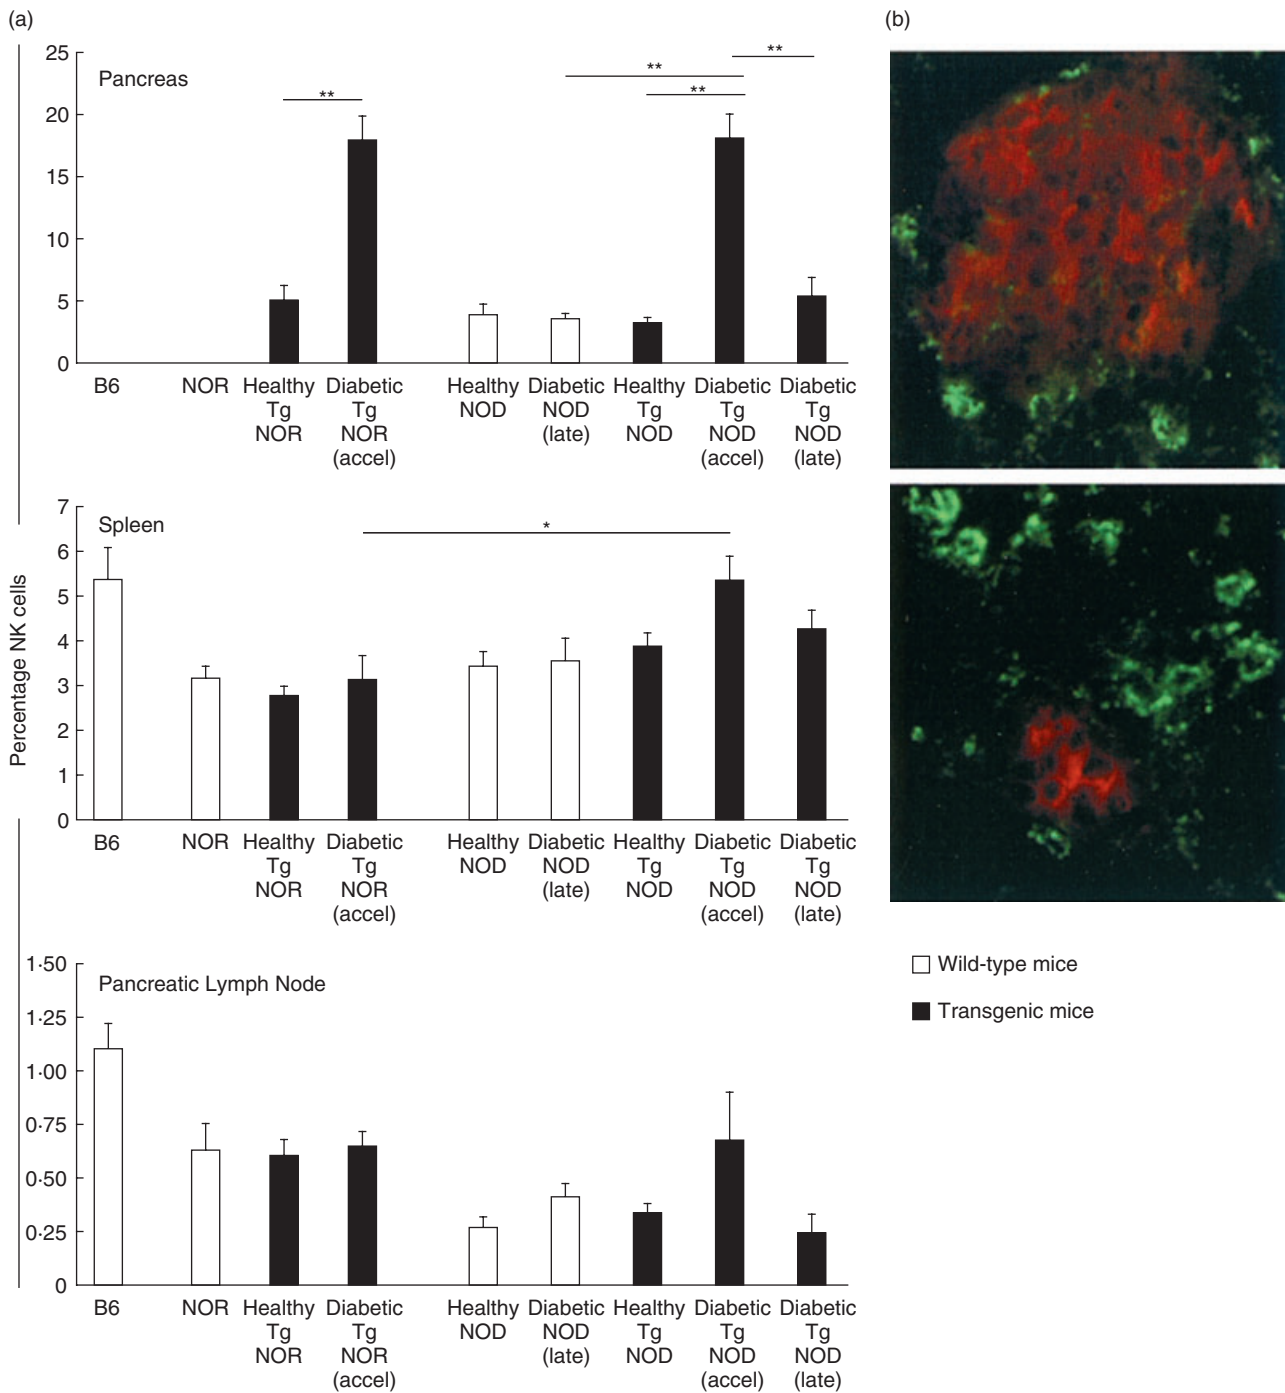 (a)
(b)
Percentage NK cells
25
20
15
10
5
0
Pancreas
**
**
**
**
B6
NOR
Healthy
Tg
NOR
Diabetic
Tg
NOR
(accel)
Healthy
NOD
Diabetic
NOD
(late)
Healthy
Tg
NOD
Diabetic
Tg
NOD
(accel)
Diabetic
Tg
NOD
(late)
7
6
5
4
3
2
1
0
Spleen
*
B6
NOR
Healthy
Tg
NOR
Diabetic
Tg
NOR
(accel)
Healthy
NOD
Diabetic
NOD
(late)
Healthy
Tg
NOD
Diabetic
Tg
NOD
(accel)
Diabetic
Tg
NOD
(late)
1·50
1·25
1·00
0·75
0·50
0·25
0
Pancreatic Lymph Node
B6
NOR
Healthy
Tg
NOR
Diabetic
Tg
NOR
(accel)
Healthy
NOD
Diabetic
NOD
(late)
Healthy
Tg
NOD
Diabetic
Tg
NOD
(accel)
Diabetic
Tg
NOD
(late)
Wild-type mice
Transgenic mice